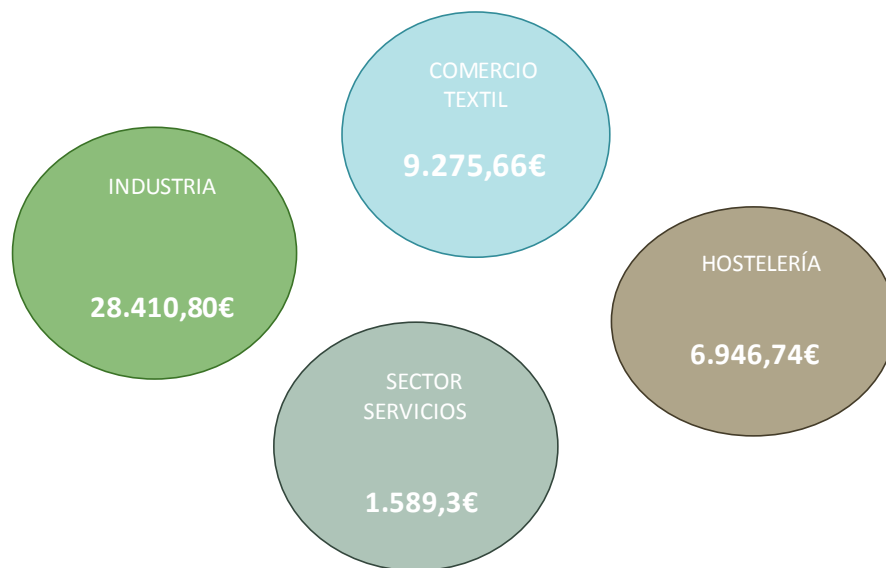 COMERCIO
TEXTIL
9.275,66€
INDUSTRIA
28.410,80€
HOSTELERÍA
6.946,74€
SECTOR
SERVICIOS
1.589,3€